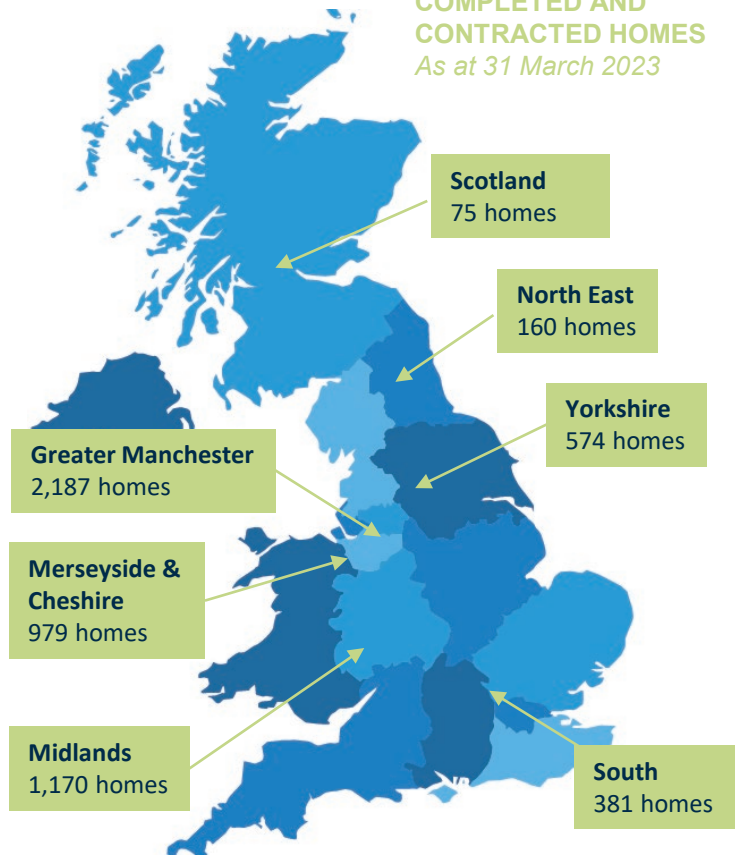 COMPLETED AND
CONTRACTED HOMES
As at 31 March 2023
Scotland
75 homes
North East
160 homes
Yorkshire
574 homes
Greater Manchester
2,187 homes
Merseyside &
Cheshire
979 homes
Midlands
1,170 homes
South
381 homes